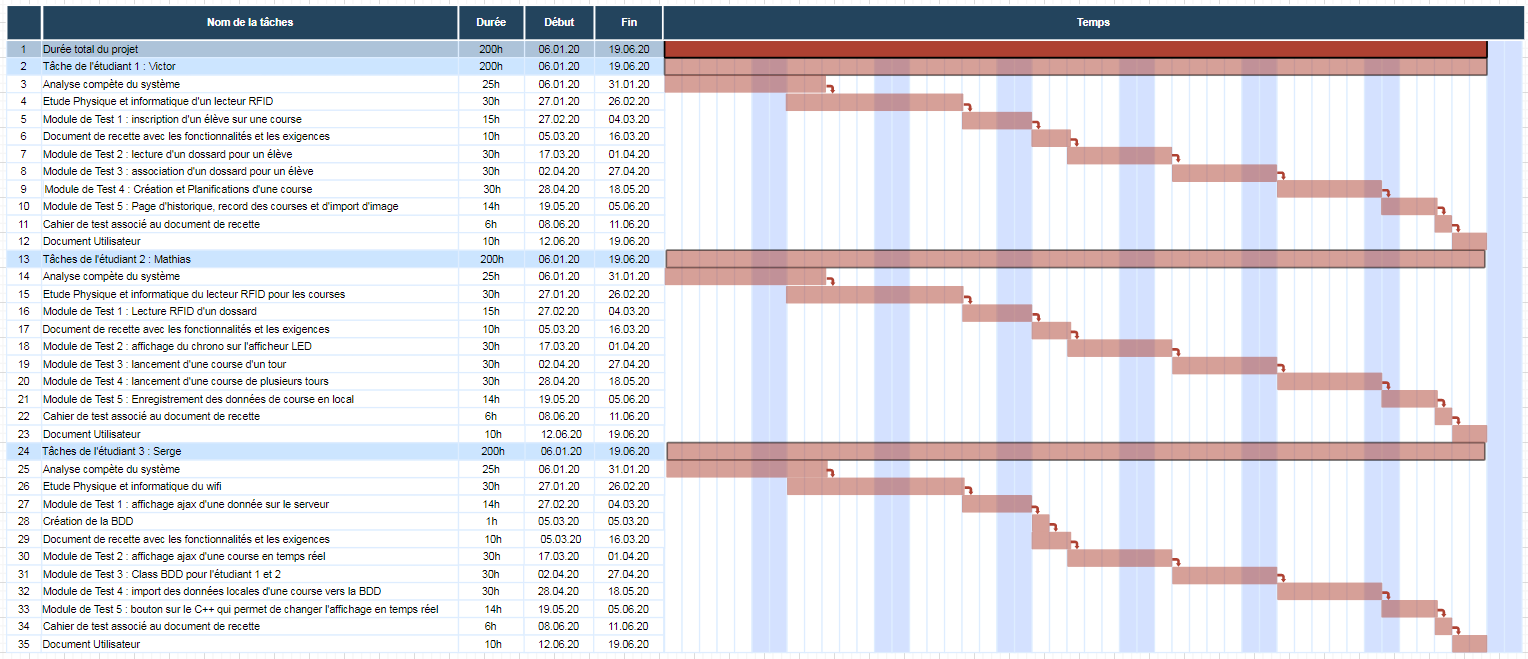 Nom de la tâches Durée Début Fin Temps
1 Durée total du projet 200h 06.01.20 19.06.20
2 Tâche de l'étudiant 1 : Victor 200h 06.01.20 19.06.20
3 Analyse compète du système 25h 06.01.20 31.01.20
4 Etude Physique et informatique d'un lecteur RFID 30h 27.01.20 26.02.20
5 Module de Test 1 : inscription d'un élève sur une course 15h 27.02.20 04.03.20
6 Document de recette avec les fonctionnalités et les exigences 10h 05.03.20 16.03.20
7 Module de Test 2 : lecture d'un dossard pour un élève 30h 17.03.20 01.04.20
8 Module de Test 3 : association d'un dossard pour un élève 30h 02.04.20 27.04.20
9 Module de Test 4 : Création et Planifications d'une course 30h 28.04.20 18.05.20
10 Module de Test 5 : Page d'historique, record des courses et d'import d'image 14h 19.05.20 05.06.20
11 Cahier de test associé au document de recette 6h 08.06.20 11.06.20
12 Document Utilisateur 10h 12.06.20 19.06.20
13 Tâches de l'étudiant 2 : Mathias 200h 06.01.20 19.06.20
14 Analyse compète du système 25h 06.01.20 31.01.20
15 Etude Physique et informatique du lecteur RFID pour les courses 30h 27.01.20 26.02.20
16 Module de Test 1 : Lecture RFID d'un dossard 15h 27.02.20 04.03.20
17 Document de recette avec les fonctionnalités et les exigences 10h 05.03.20 16.03.20
18 Module de Test 2 : affichage du chrono sur l'afficheur LED 30h 17.03.20 01.04.20
19 Module de Test 3 : lancement d'une course d'un tour 30h 02.04.20 27.04.20
20 Module de Test 4 : lancement d'une course de plusieurs tours 30h 28.04.20 18.05.20
21 Module de Test 5 : Enregistrement des données de course en local 14h 19.05.20 05.06.20
22 Cahier de test associé au document de recette 6h 08.06.20 11.06.20
23 Document Utilisateur 10h 12.06.20 19.06.20
24 Tâches de l'étudiant 3 : Serge 200h 06.01.20 19.06.20
25 Analyse compète du système 25h 06.01.20 31.01.20
26 Etude Physique et informatique du wifi 30h 27.01.20 26.02.20
27 Module de Test 1 : affichage ajax d'une donnée sur le serveur 14h 27.02.20 04.03.20
28 Création de la BDD 1h 05.03.20 05.03.20
29 Document de recette avec les fonctionnalités et les exigences 10h 05.03.20 16.03.20
30 Module de Test 2 : affichage ajax d'une course en temps réel 30h 17.03.20 01.04.20
31 Module de Test 3 : Class BDD pour l'étudiant 1 et 2 30h 02.04.20 27.04.20
32 Module de Test 4 : import des données locales d'une course vers la BDD 30h 28.04.20 18.05.20
33 Module de Test 5 : bouton sur le C++ qui permet de changer l'affichage en temps réel 14h 19.05.20 05.06.20
34 Cahier de test associé au document de recette 6h 08.06.20 11.06.20
35 Document Utilisateur 10h 12.06.20 19.06.20